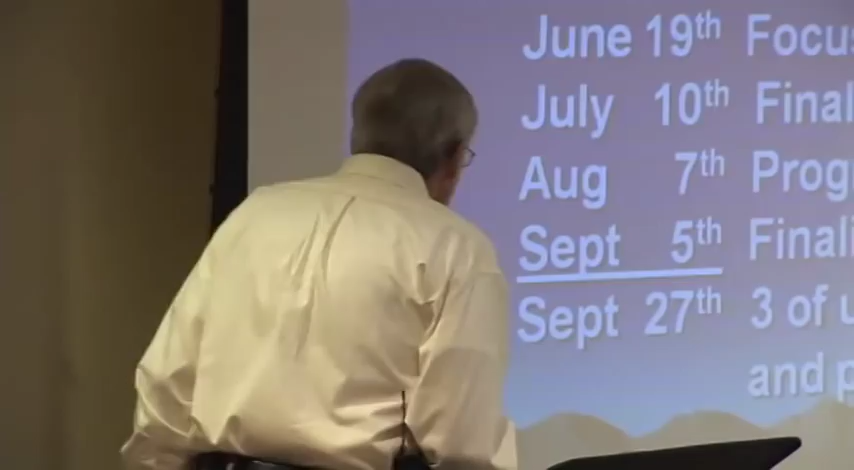 June 19th Focus
July 10th Final
Aug 7th Prog
Sept 5th Finali
Sept 27th 3 of u
and p